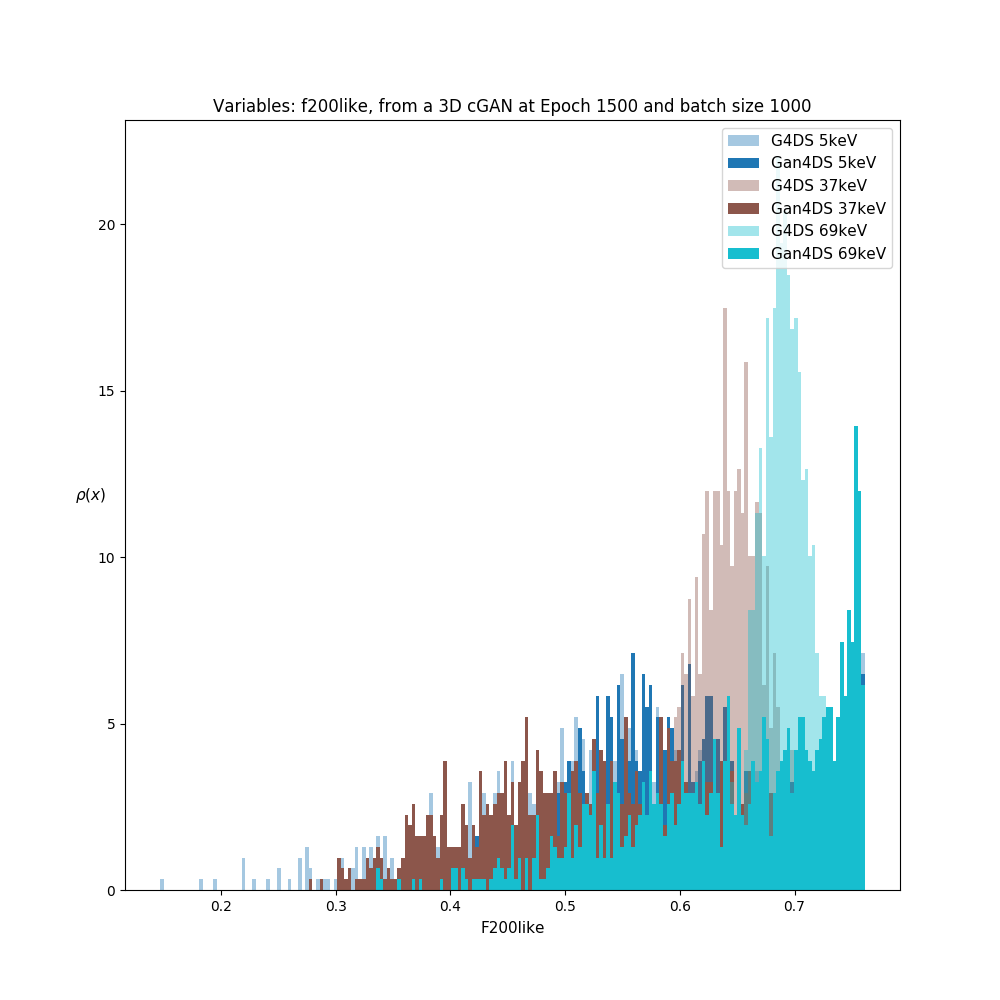 Variables: f200like, from a 3D cGAN at Epoch 1500 and batch size 1000
G4DS 5keV
Gan4DS 5keV
G4DS 37keV
Gan4DS 37keV
G4DS 69keV
Gan4DS 69keV
20
15
ρ(x)
10
5
0
0.2 0.3 0.4 0.5 0.6 0.7
F200like